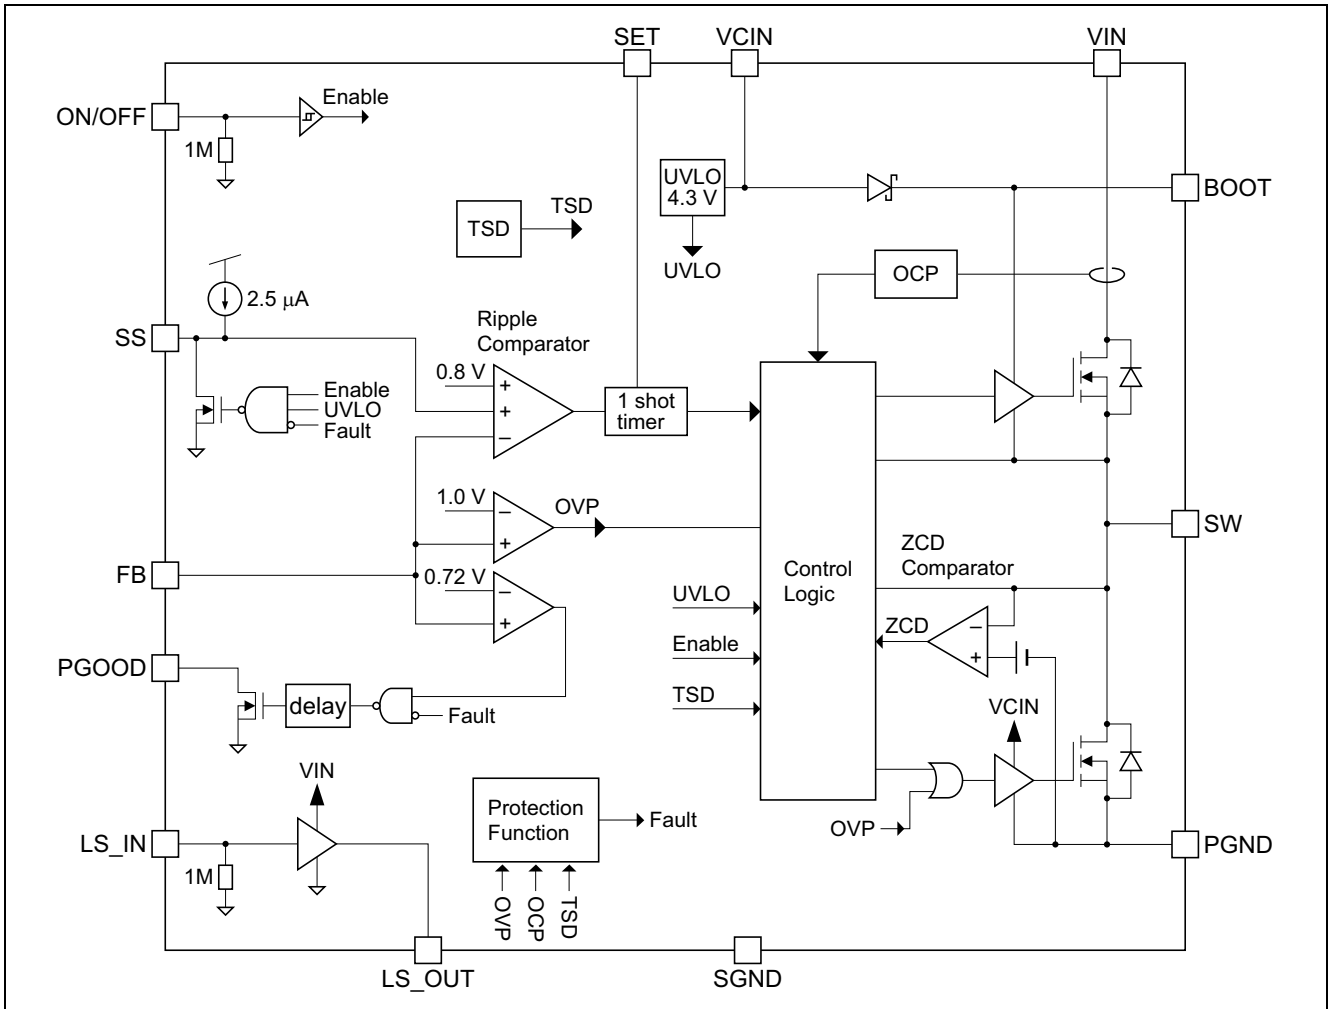 SET
VCIN
VIN
ON/OFF
Enable
1M
UVLO
4.3 V
BOOT
TSD
TSD
UVLO
OCP
2.5 μA
SS
Ripple
Comparator
0.8 V
+
+
–
1 shot
timer
Enable
UVLO
Fault
1.0 V
–
+
OVP
SW
FB
0.72 V
–
+
Control
Logic
ZCD
Comparator
UVLO
ZCD
–
+
Enable
PGOOD
TSD
delay
Fault
VCIN
VIN
Protection
Function
Fault
OVP
LS_IN
PGND
1M
OVP
OCP
TSD
LS_OUT
SGND